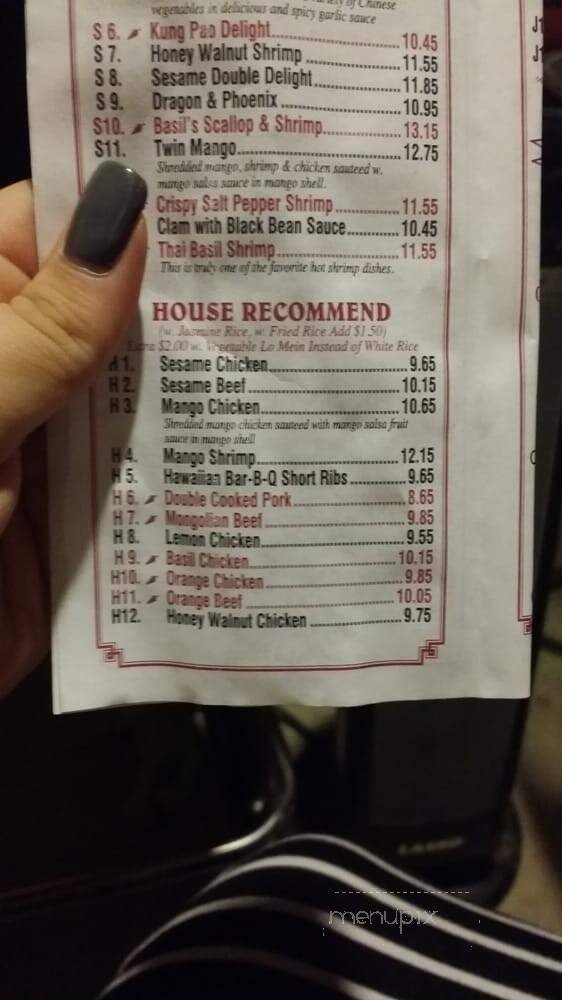 vegetables in delicious and spicy garlic sauce
S 6. Kung Pao Delight 10.45
S 7. Honey Walnut Shrimp 11.55
S 8. Sesame Double Delight 11.85
S 9. Dragon & Phoenix 10.95
S10. Basil's Scallop & Shrimp 13.15
S11. Twin Mango 12.75
Shredded mango, shrimp & chicken sauteed w.
mango salsa sauce in mango shell.
Crispy Salt Pepper Shrimp 11.55
Clam with Black Bean Sauce 10.45
Thai Basil Shrimp 11.55
This is truly one of the favorite hot shrimp dishes.
HOUSE RECOMMEND
(w. Jasmine Rice, w. Fried Rice Add $1.50)
Extra $2.00 w. Vegetable Lo Mein Instead of White Rice
H 1. Sesame Chicken 9.65
H 2. Sesame Beef 10.15
H 3. Mango Chicken 10.65
Shredded mango chicken sauteed with mango salsa fruit
sauce in mango shell
H 4. Mango Shrimp 12.15
H 5. Hawaiian Bar-B-Q Short Ribs 9.65
H 6. Double Cooked Pork 8.65
H 7. Mongolian Beef 9.85
H 8. Lemon Chicken 9.55
H 9. Basil Chicken 10.15
H10. Orange Chicken 9.85
H11. Orange Beef 10.05
H12. Honey Walnut Chicken 9.75
menupix